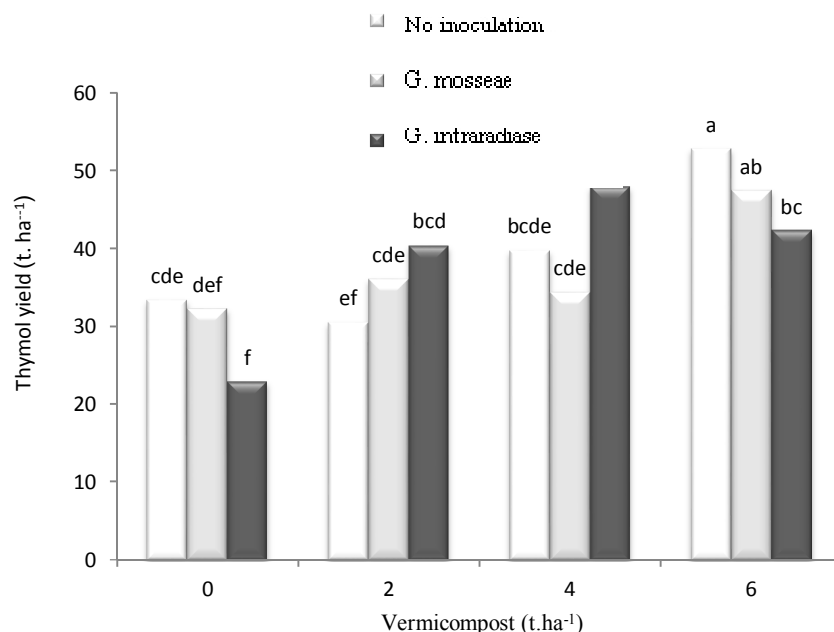 No inoculation
G. mosseae
G. intraradiase
Thymol yield (t. ha⁻⁻¹)
60
50
40
30
20
10
0
cde
def
f
ef
cde
bcd
bcde
cde
a
ab
bc
0
2
4
6
Vermicompost (t.ha⁻¹)